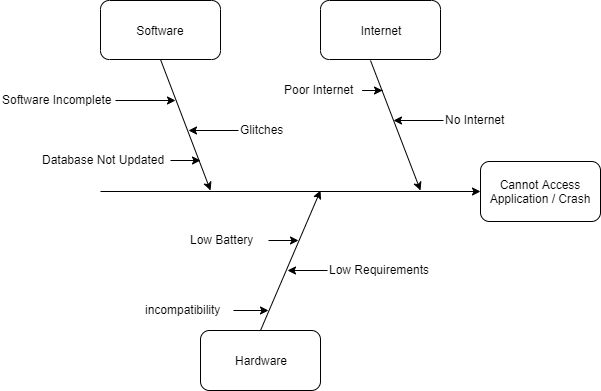 Software
Internet
Poor Internet
Software Incomplete
No Internet
Glitches
Database Not Updated
Cannot Access
Application / Crash
Low Battery
Low Requirements
incompatibility
Hardware